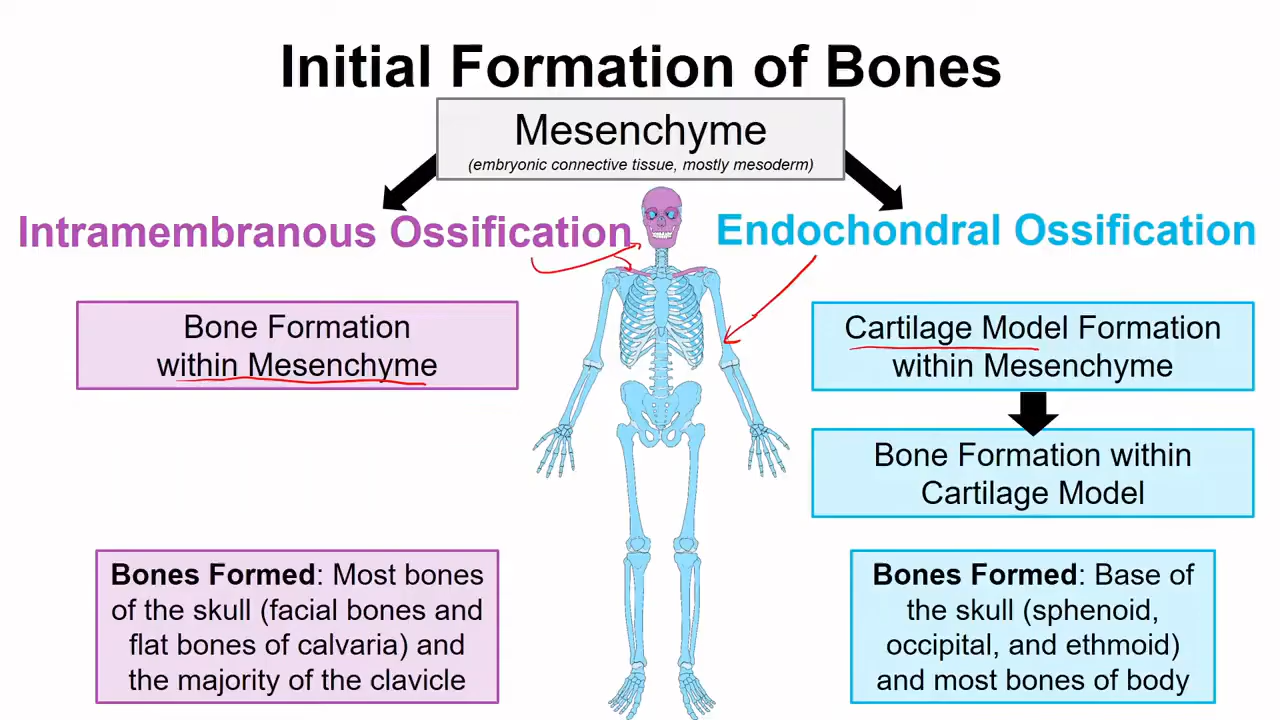 Initial Formation of Bones
Mesenchyme
(embryonic connective tissue, mostly mesoderm)
Intramembranous Ossification
Endochondral Ossification
Bone Formation
within Mesenchyme
Cartilage Model Formation
within Mesenchyme
Bone Formation within
Cartilage Model
Bones Formed: Most bones
of the skull (facial bones and
flat bones of calvaria) and
the majority of the clavicle
Bones Formed: Base of
the skull (sphenoid,
occipital, and ethmoid)
and most bones of body